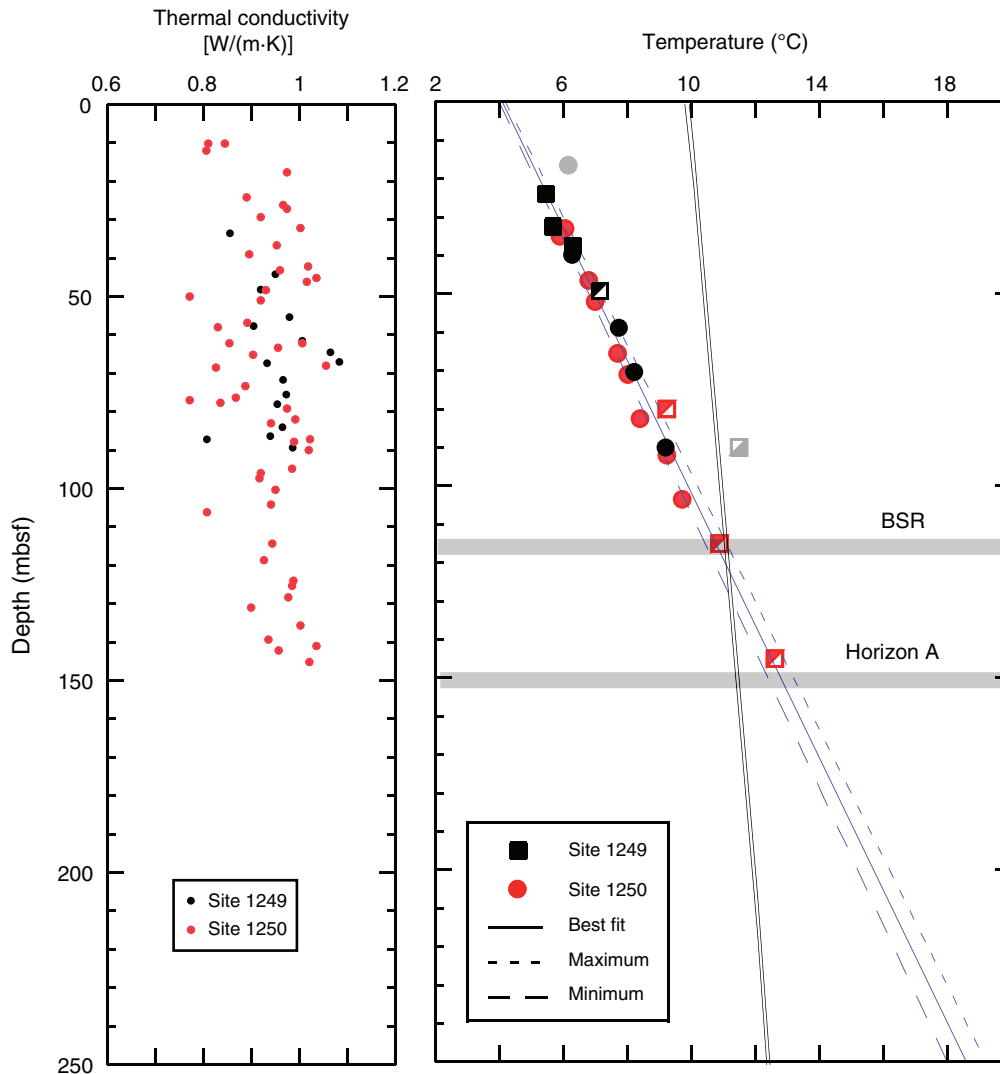 Thermal conductivity
[W/(m·K)]
0.6 0.8 1 1.2
Temperature (°C)
2 6 10 14 18
Depth (mbsf)
0
50
100
150
200
250
BSR
Horizon A
Site 1249
Site 1250
Site 1249
Site 1250
Best fit
Maximum
Minimum